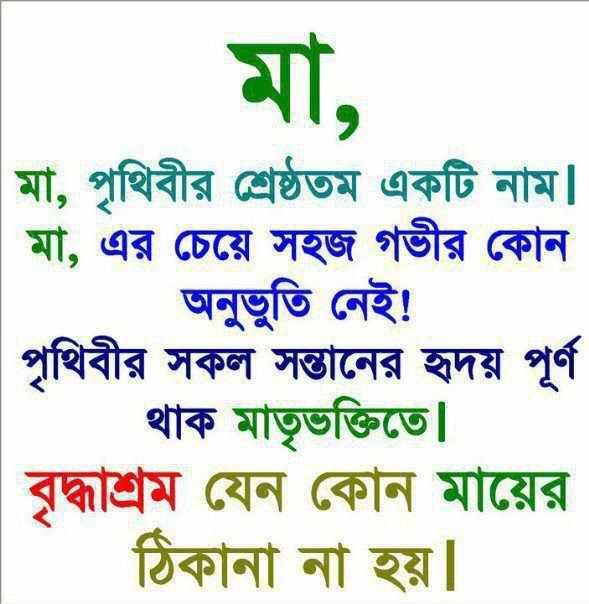 মা,
মা, পৃথিবীর শ্রেষ্ঠতম একটি নাম।
মা, এর চেয়ে সহজ গভীর কোন
অনুভুতি নেই!
পৃথিবীর সকল সন্তানের হৃদয় পূর্ণ
থাক মাতৃভক্তিতে।
বৃদ্ধাশ্রম যেন কোন মায়ের
ঠিকানা না হয়।